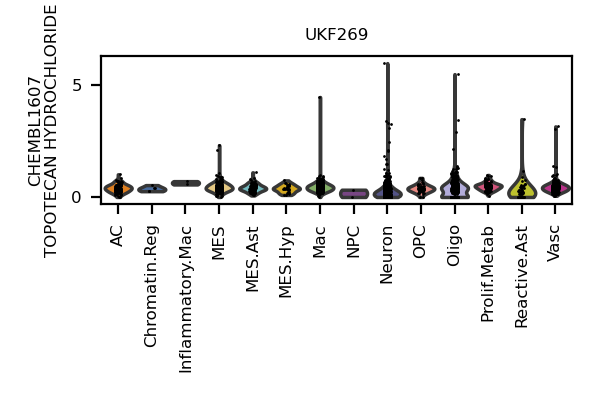 UKF269
CHEMBL1607
TOPOTECAN HYDROCHLORIDE
5
0
AC
Chromatin.Reg
Inflammatory.Mac
MES
MES.Ast
MES.Hyp
Mac
NPC
Neuron
OPC
Oligo
Prolif.Metab
Reactive.Ast
Vasc